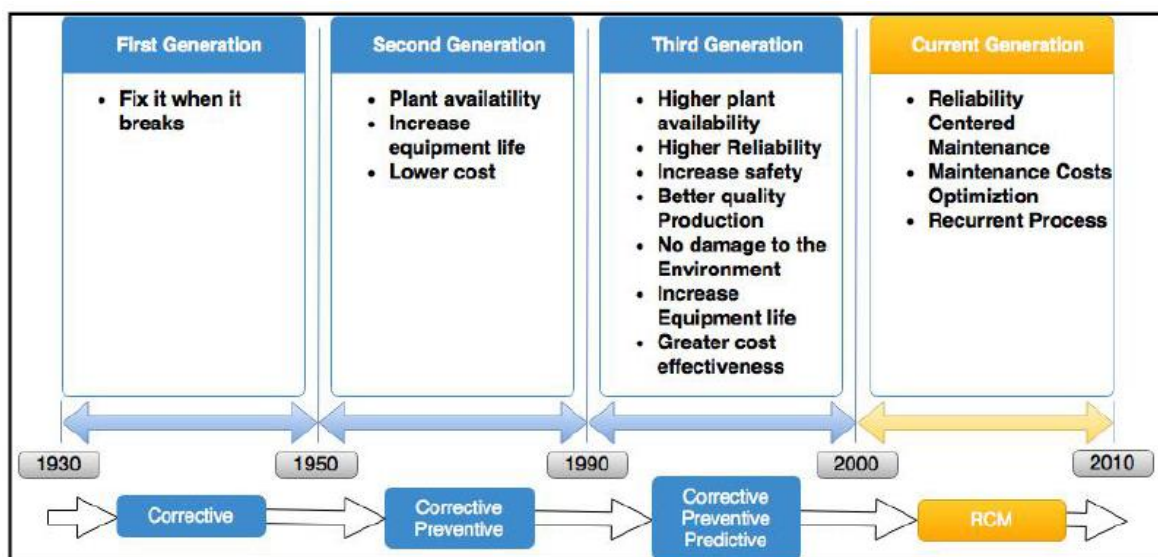 First Generation
• Fix it when it
breaks
Second Generation
• Plant availatility
• Increase
equipment life
• Lower cost
Third Generation
• Higher plant
availability
• Higher Reliability
• Increase safety
• Better quality
Production
• No damage to the
Environment
• Increase
Equipment life
• Greater cost
effectiveness
Current Generation
• Reliability
Centered
Maintenance
• Maintenance Costs
Optimiztion
• Recurrent Process
1930
1950
1990
2000
2010
Corrective
Corrective
Preventive
Corrective
Preventive
Predictive
RCM